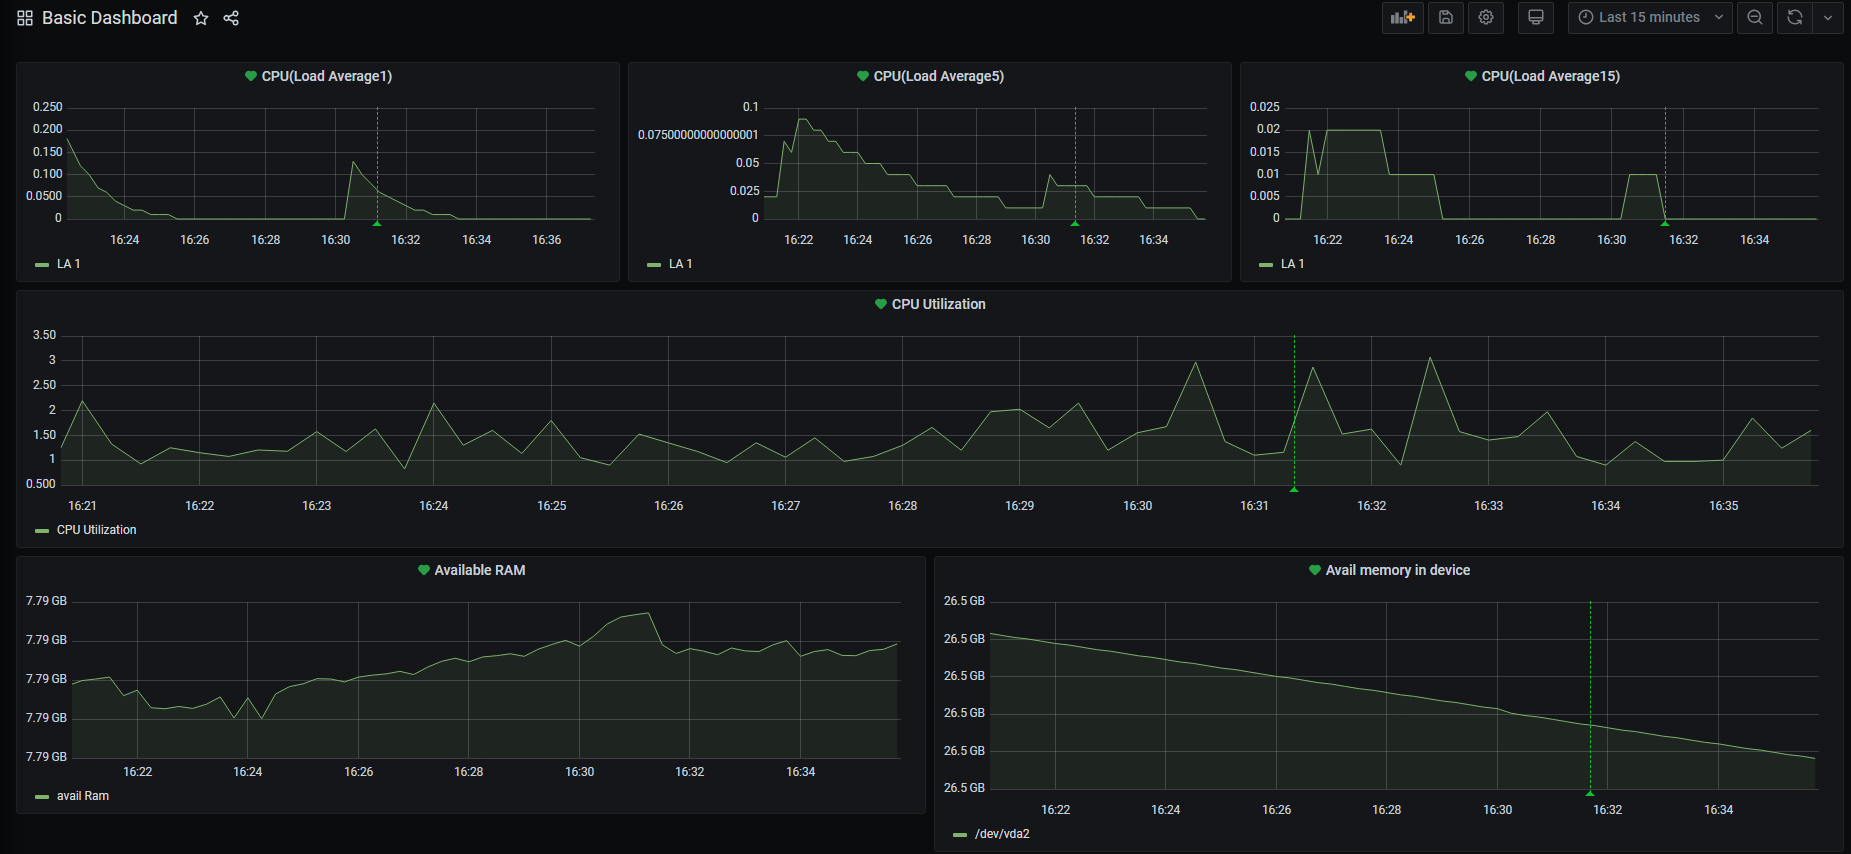 Basic Dashboard
Last 15 minutes
CPU(Load Average1)
0.250
0.200
0.150
0.100
0.0500
0
16:24 16:26 16:28 16:30 16:32 16:34 16:36
LA 1
CPU(Load Average5)
0.1
0.07500000000000001
0.05
0.025
0
16:22 16:24 16:26 16:28 16:30 16:32 16:34
LA 1
CPU(Load Average15)
0.025
0.02
0.015
0.01
0.005
0
16:22 16:24 16:26 16:28 16:30 16:32 16:34
LA 1
CPU Utilization
3.50
3
2.50
2
1.50
1
0.500
16:21 16:22 16:23 16:24 16:25 16:26 16:27 16:28 16:29 16:30 16:31 16:32 16:33 16:34 16:35
CPU Utilization
Available RAM
7.79 GB
7.79 GB
7.79 GB
7.79 GB
7.79 GB
16:22 16:24 16:26 16:28 16:30 16:32 16:34
avail Ram
Avail memory in device
26.5 GB
26.5 GB
26.5 GB
26.5 GB
26.5 GB
26.5 GB
16:22 16:24 16:26 16:28 16:30 16:32 16:34
/dev/vda2